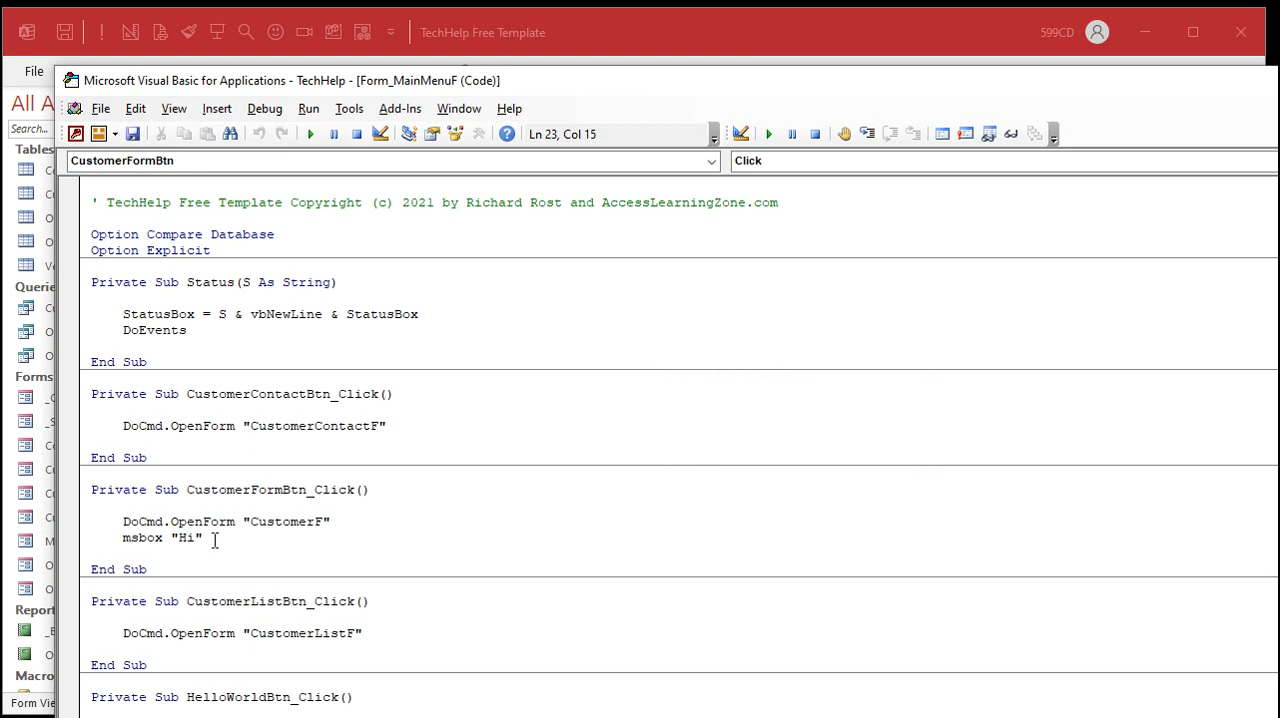 TechHelp Free Template
599CD
File
Microsoft Visual Basic for Applications - TechHelp - [Form_MainMenuF (Code)]
All A
File Edit View Insert Debug Run Tools Add-Ins Window Help
Search...
Ln 23, Col 15
Tables
CustomerFormBtn
Click
' TechHelp Free Template Copyright (c) 2021 by Richard Rost and AccessLearningZone.com
Option Compare Database
Option Explicit
Private Sub Status(S As String)
StatusBox = S & vbNewLine & StatusBox
DoEvents
End Sub
Private Sub CustomerContactBtn_Click()
DoCmd.OpenForm "CustomerContactF"
End Sub
Private Sub CustomerFormBtn_Click()
DoCmd.OpenForm "CustomerF"
msbox "Hi"
End Sub
Private Sub CustomerListBtn_Click()
DoCmd.OpenForm "CustomerListF"
End Sub
Private Sub HelloWorldBtn_Click()
Querie
Forms
Report
Macro
Form Vie